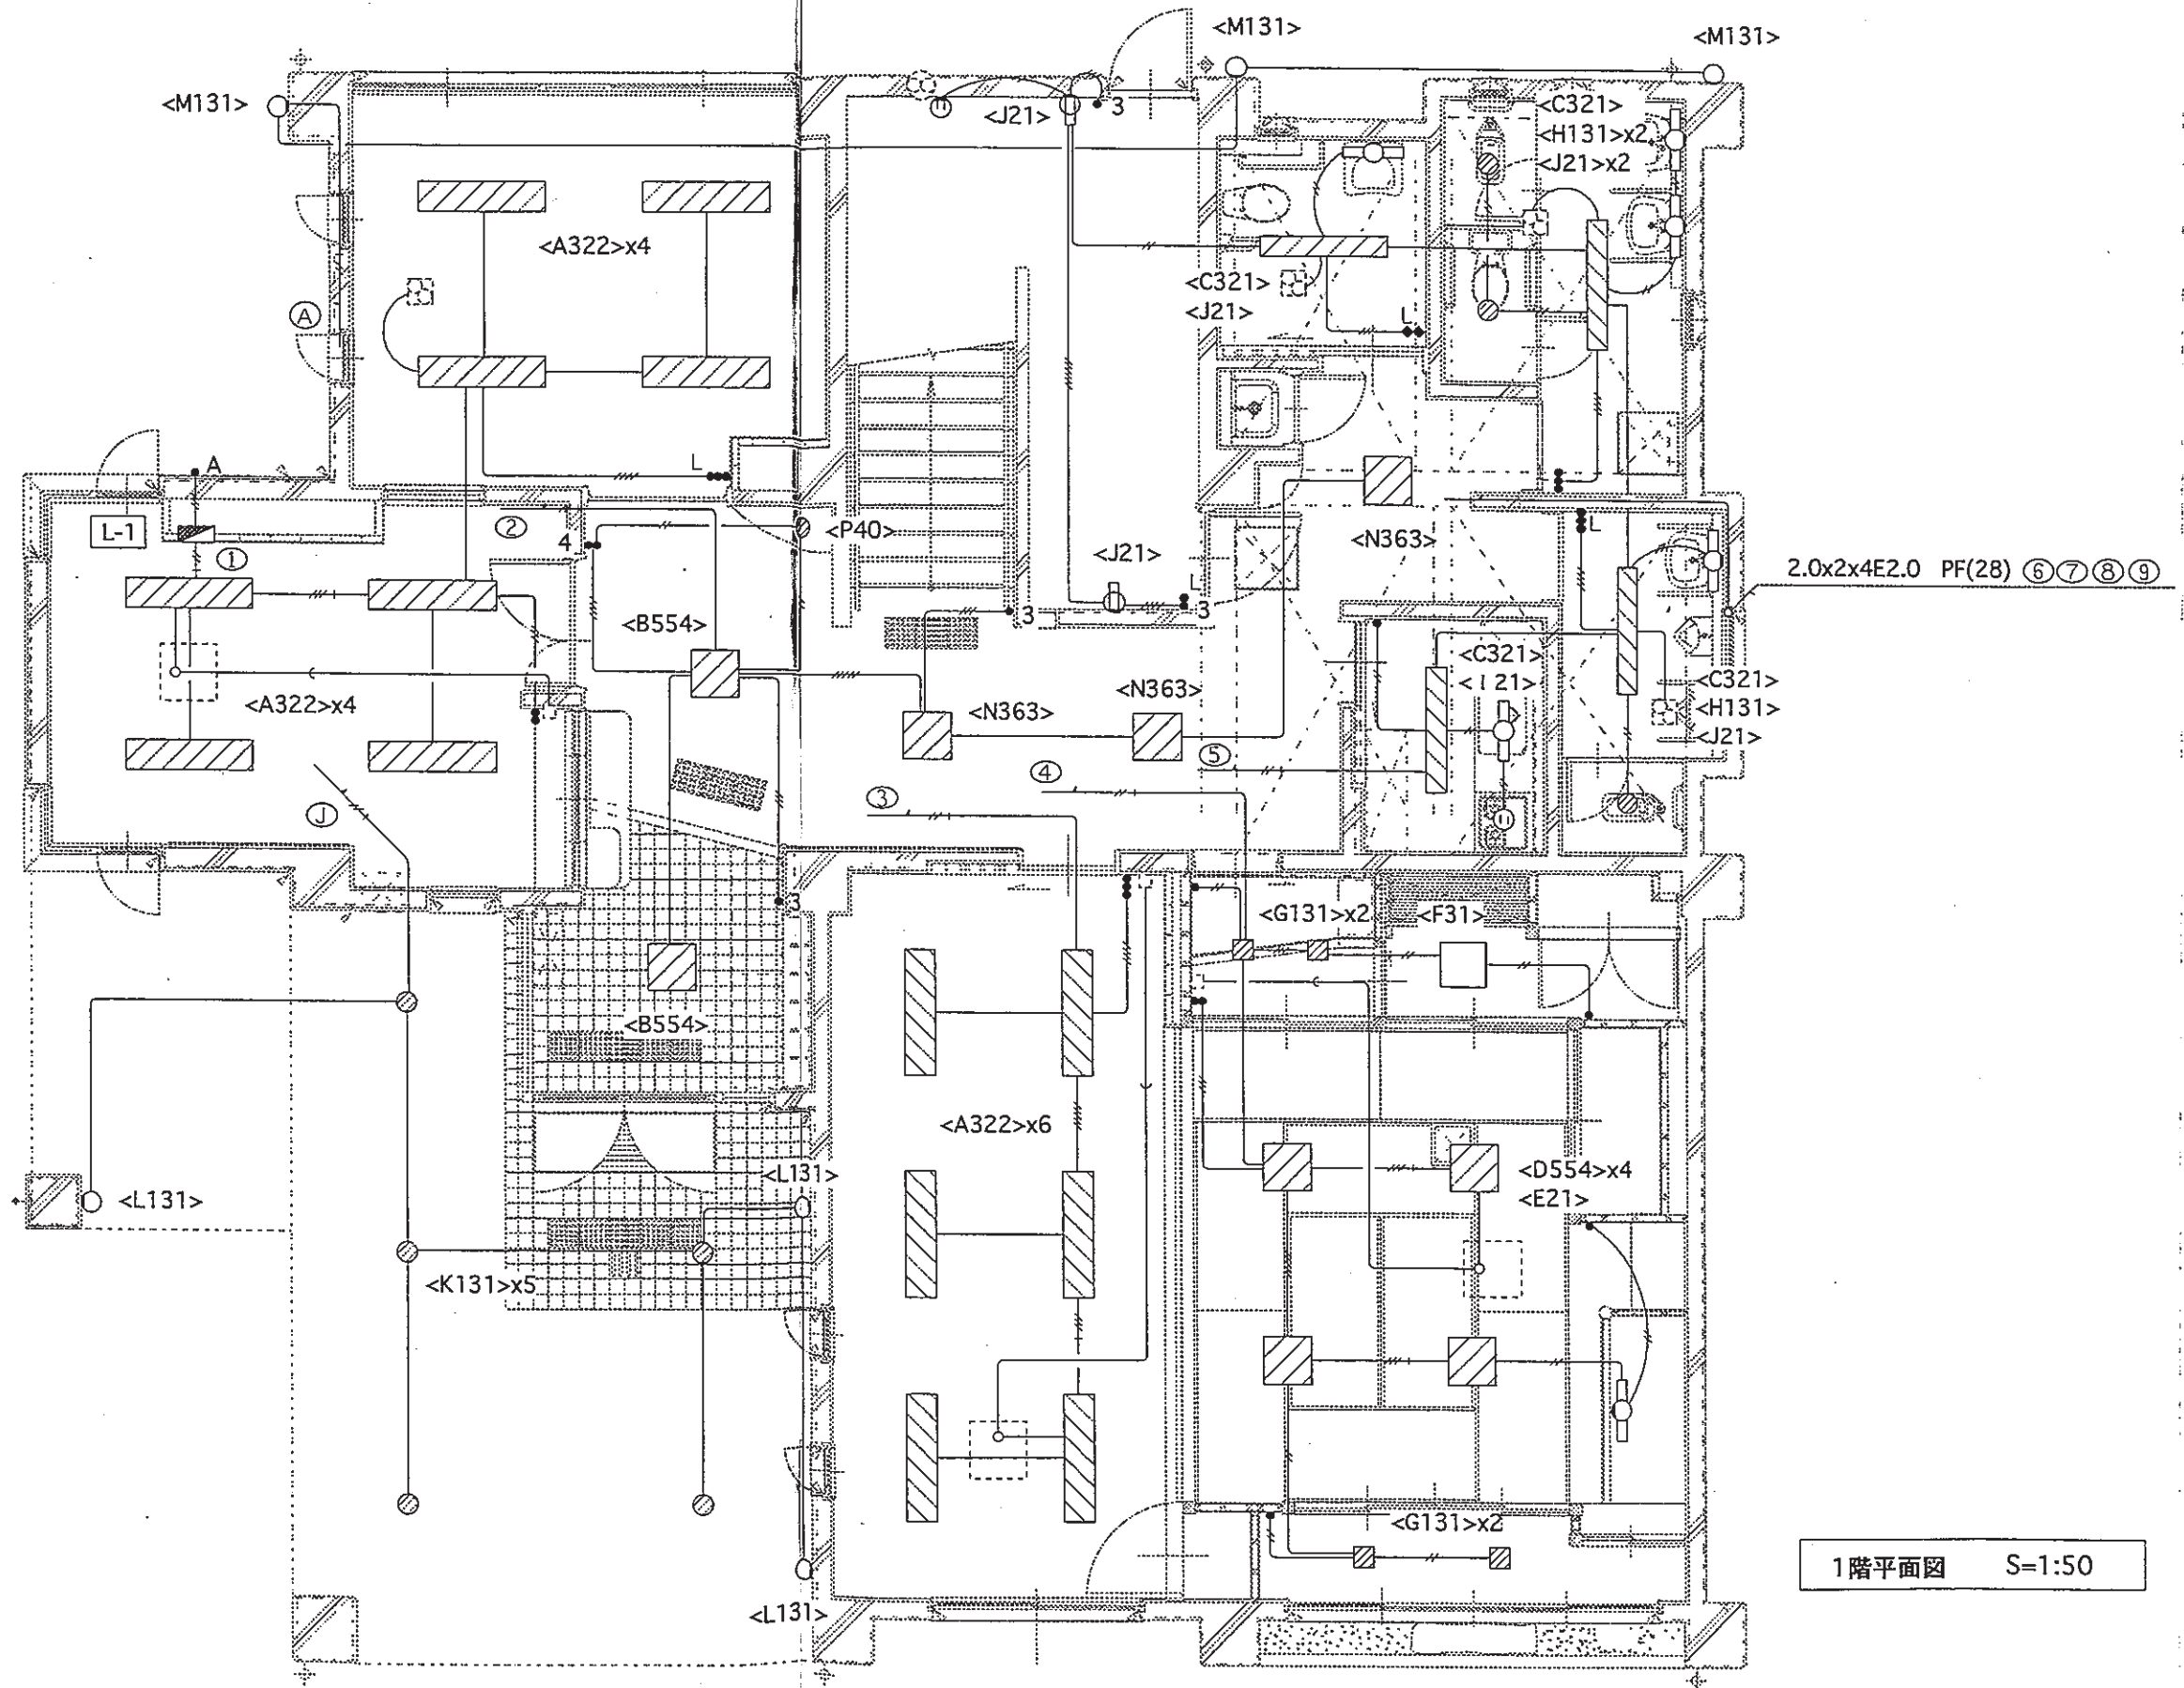 <M131>
<M131>
<M131>
<J21>
3
<C321>
<H131>x2
<J21>x2
<A322>x4
<C321>
<J21>
L
A
A
L
L-1
②
4
<P40>
<N363>
L
①
<J21>
L
3
3
2.0x2x4E2.0 PF(28) ⑥⑦⑧⑨
<B554>
<C321>
<A322>x4
<N363>
<N363>
<C321>
<H131>
<J21>
⑤
④
③
J
3
<G131>x2
<F31>
<B554>
<A322>x6
<L131>
<L131>
<D554>x4
<E21>
<K131>x5
<G131>x2
<L131>
1階平面図 S=1:50